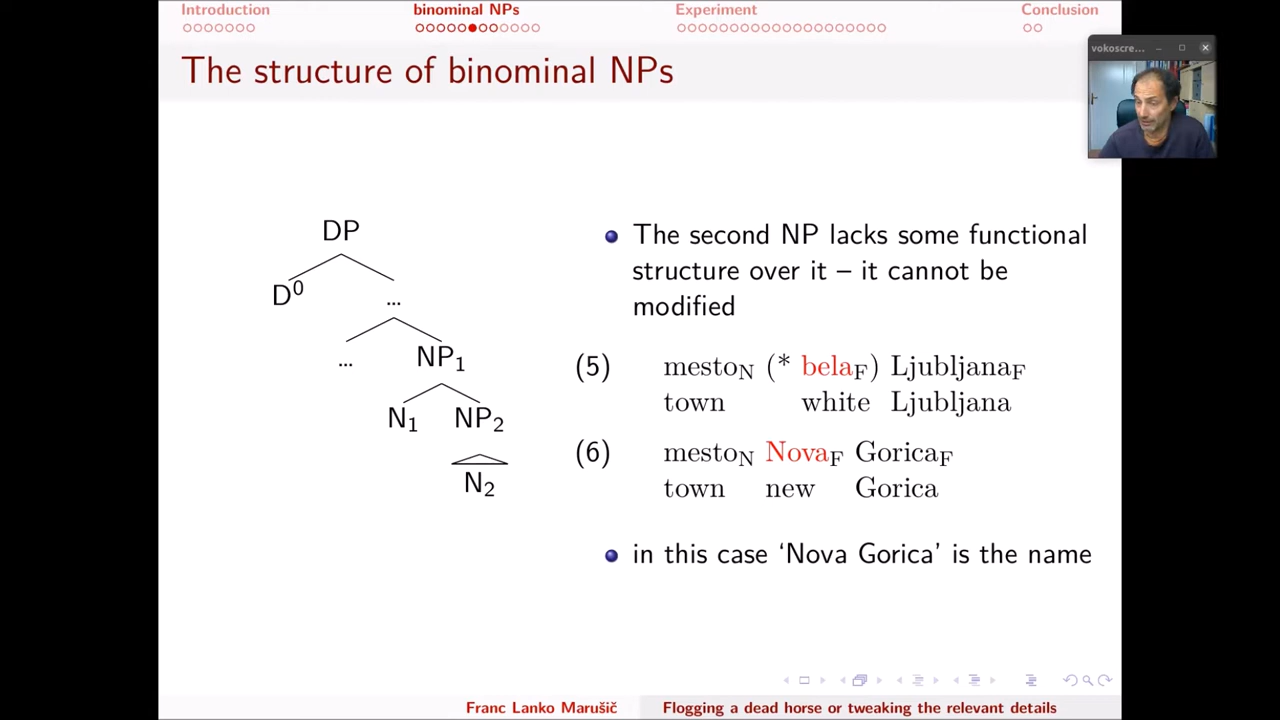 Introduction
binominal NPs
Experiment
Conclusion
The structure of binominal NPs
vokoscre...
DP
D0
...
...
NP1
N1
NP2
N2
The second NP lacks some functional
structure over it – it cannot be
modified
(5) mestoN (* belaF) LjubljanaF
town white Ljubljana
(6) mestoN NovaF GoricaF
town new Gorica
in this case ‘Nova Gorica’ is the name
Franc Lanko Marušič
Flogging a dead horse or tweaking the relevant details